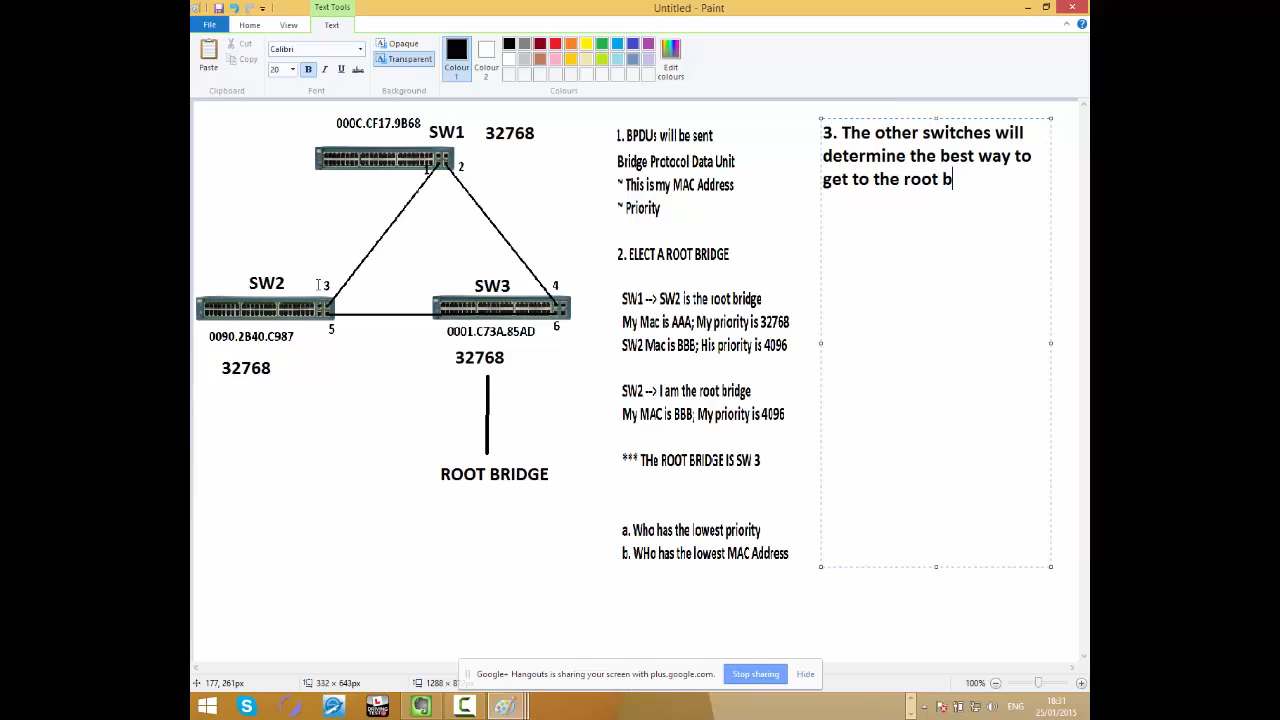 Text Tools
Untitled - Paint
File
Home
View
Text
Paste
Cut
Copy
Clipboard
Calibri
20
B
I
U
abc
Font
Opaque
Transparent
Background
Colour
1
Colour
2
Edit
colours
Colours
000C.CF17.9B68
SW1
32768
1
2
SW2
3
SW3
4
5
6
0090.2B40.C987
0001.C73A.85AD
32768
32768
ROOT BRIDGE
1. BPDUs will be sent
Bridge Protocol Data Unit
~ This is my MAC Address
~ Priority
2. ELECT A ROOT BRIDGE
SW1 --> SW2 is the root bridge
My Mac is AAA; My priority is 32768
SW2 Mac is BBB; His priority is 4096
SW2 --> I am the root bridge
My MAC is BBB; My priority is 4096
*** THe ROOT BRIDGE IS SW 3
a. Who has the lowest priority
b. WHo has the lowest MAC Address
3. The other switches will
determine the best way to
get to the root b
Google+ Hangouts is sharing your screen with plus.google.com.
Stop sharing
Hide
177, 261px
332 × 643px
100%
ENG
18:31
25/01/2015